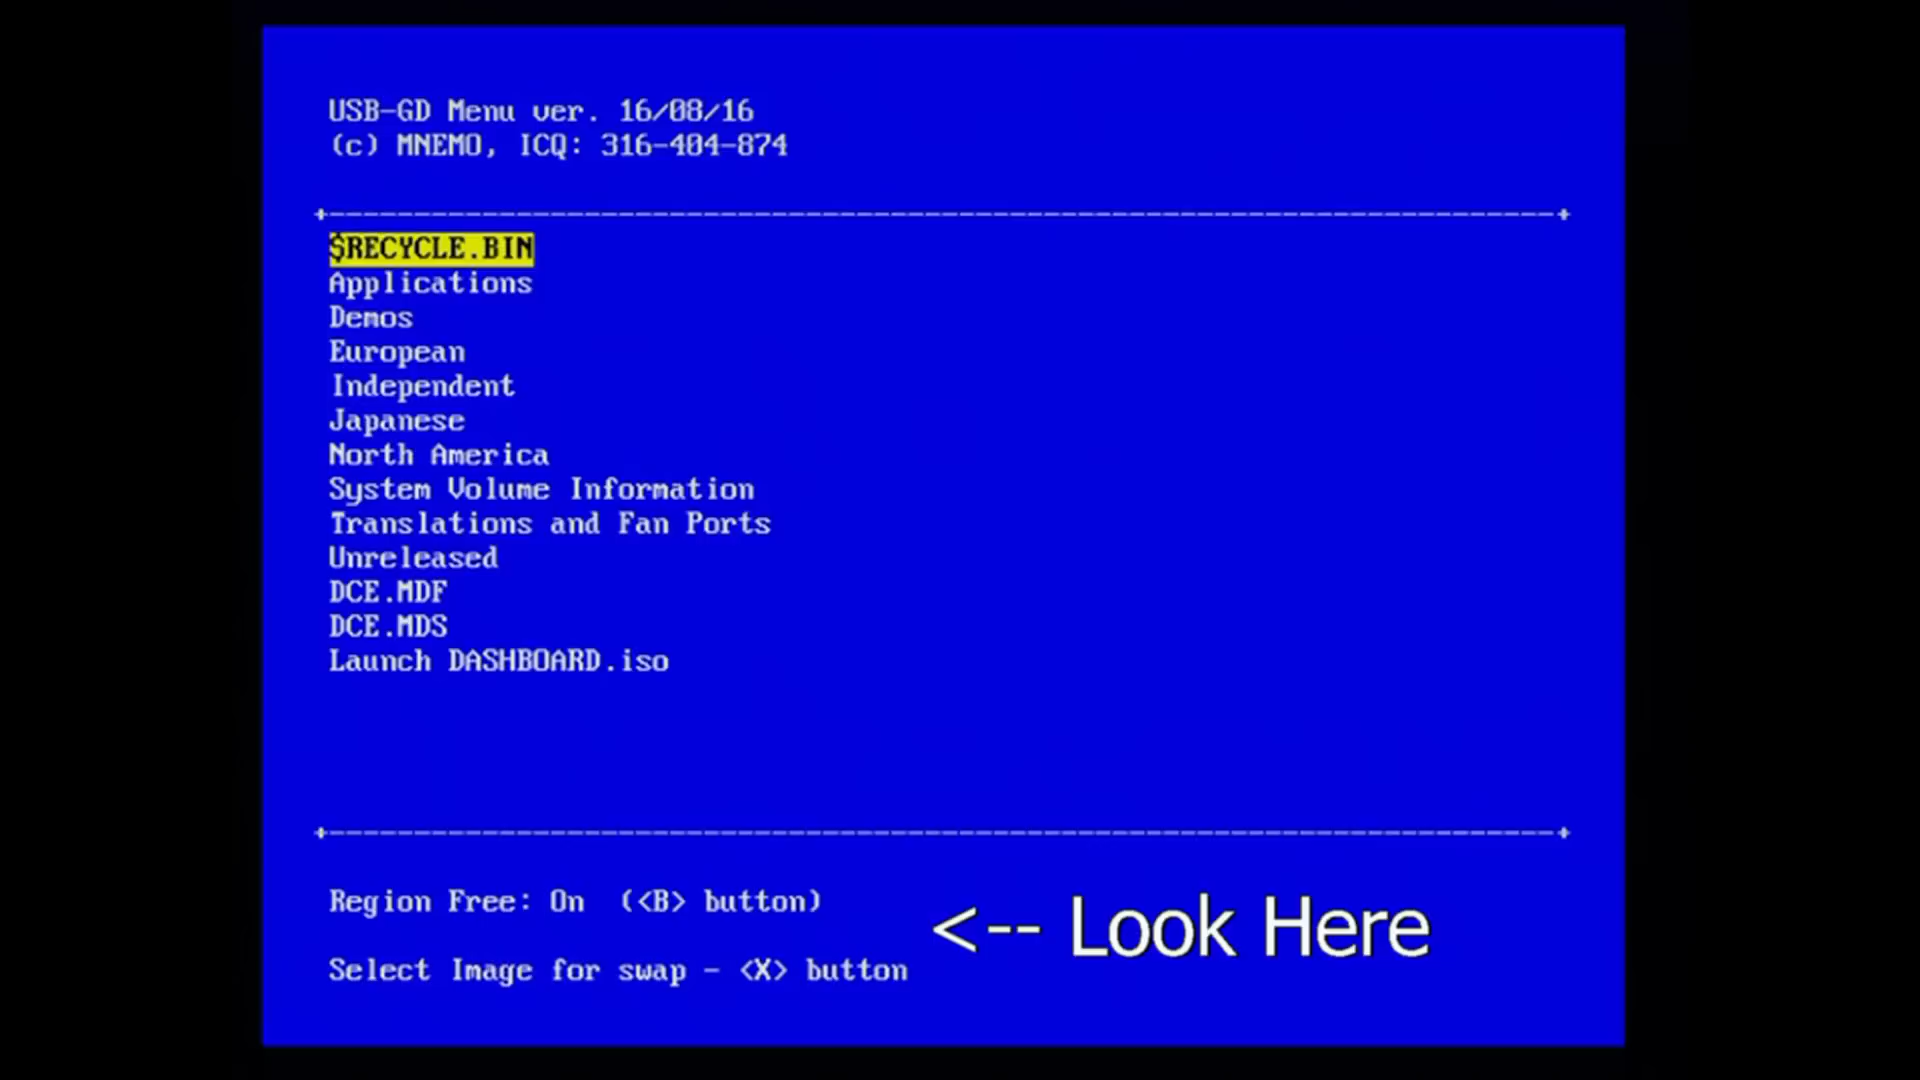 USB-GD Menu ver. 16/08/16
(c) MNEMO, ICQ: 316-404-874
$RECYCLE.BIN
Applications
Demos
European
Independent
Japanese
North America
System Volume Information
Translations and Fan Ports
Unreleased
DCE.MDF
DCE.MDS
Launch DASHBOARD.iso
Region Free: On (<B> button)
<-- Look Here
Select Image for swap - <X> button